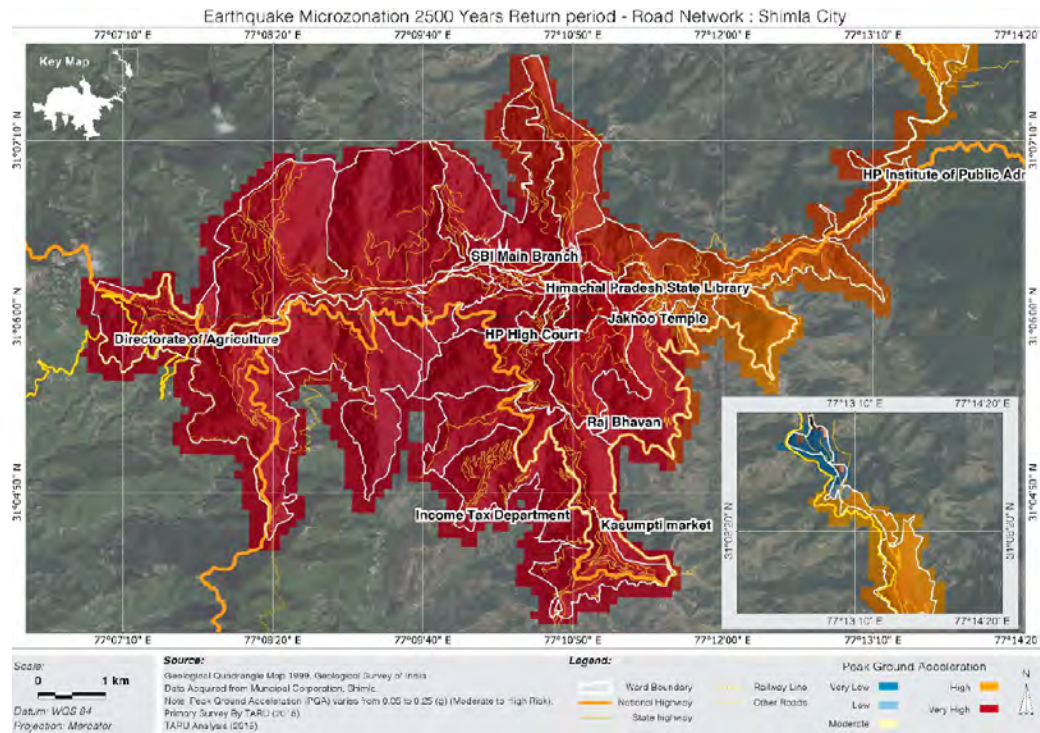 Earthquake Microzonation 2500 Years Return period - Road Network : Shimla City
77°07'10" E 77°08'20" E 77°09'40" E 77°10'50" E 77°12'00" E 77°13'10" E 77°14'20" E
Key Map
31°07'10" N 31°07'10" N
HP Institute of Public Adr
SBI Main Branch
Himachal Pradesh State Library
31°06'00" N 31°06'00" N
Jakhoo Temple
HP High Court
Directorate of Agriculture
77°13'10" E 77°14'20" E
Raj Bhavan
31°04'50" N 31°04'50" N
Income Tax Department
Kasumpti market
77°13'10" E 77°14'20" E
77°07'10" E 77°08'20" E 77°09'40" E 77°10'50" E 77°12'00" E 77°13'10" E 77°14'20" E
Scale:
0 1 km
Datum: WGS 84
Projection: Mercator
Source:
Geological Quadrangle Map 1999, Geological Survey of India
Data Acquired from Municipal Corporation, Shimla.
Note: Peak Ground Acceleration (PGA) varies from 0.05 to 0.25 (g) (Moderate to High Risk).
Primary Survey By TARU (2015)
TARU Analysis (2015)
Legend:
Ward Boundary
National Highway
State highway
Railway Line
Other Roads
Peak Ground Acceleration
Very Low
Low
Moderate
High
Very High
N